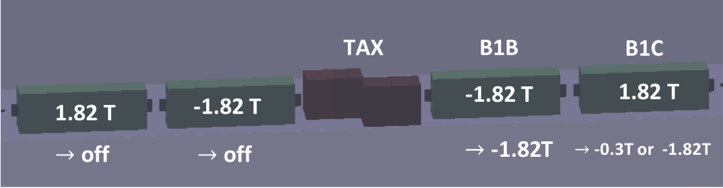 TAX B1B B1C
1.82 T -1.82 T -1.82 T 1.82 T
→ off → off → -1.82T → -0.3T or -1.82T